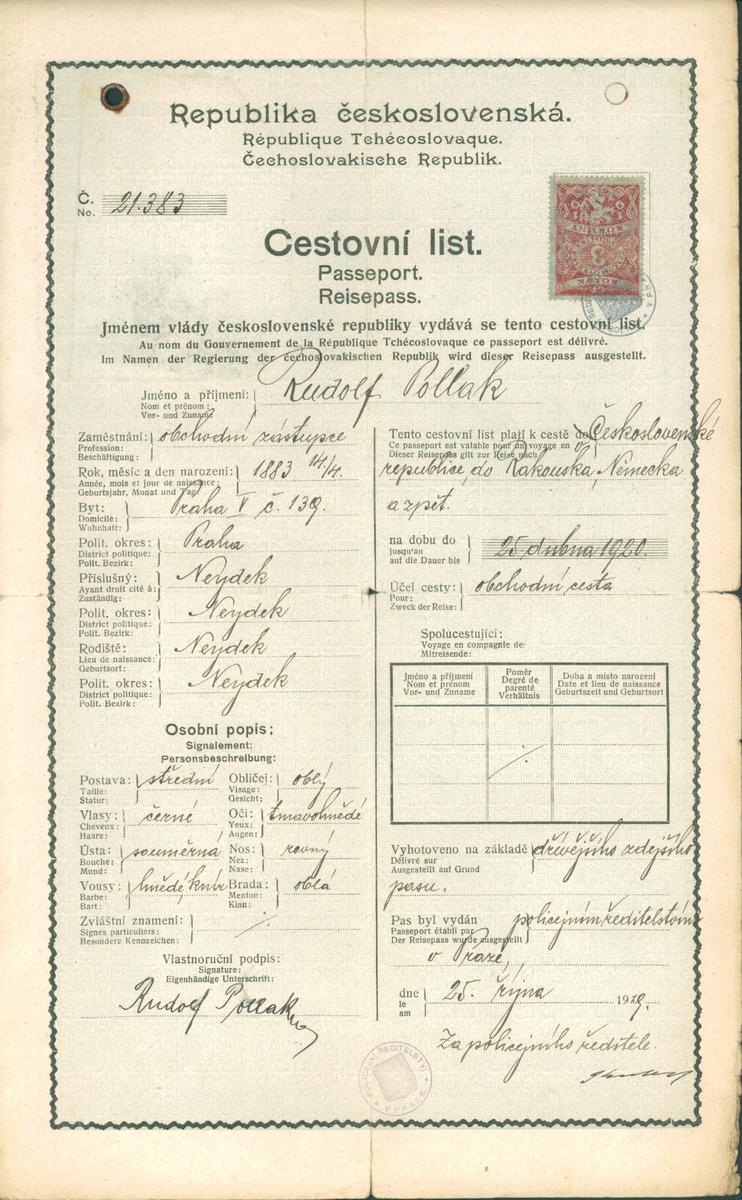 Republika československá.
République Tchécoslovaque.
Čechoslovakische Republik.
Č. No. 21.383
Cestovní list.
Passeport.
Reisepass.
Jménem vlády československé republiky vydává se tento cestovní list.
Au nom du Gouvernement de la République Tchécoslovaque ce passeport est délivré.
Im Namen der Regierung der čechoslovakischen Republik wird dieser Reisepass ausgestellt.
Jméno a příjmení: Rudolf Pollak
Nom et prénom:
Vor- und Zuname
Zaměstnání: obchodní zástupce
Profession:
Beschäftigung:
Rok, měsíc a den narození: 1883 14/4.
Année, mois et jour de naissance:
Geburtsjahr, Monat und Tag:
Byt: Praha V č. 139.
Domicile:
Wohnhaft:
Polit. okres: Praha
District politique:
Polit. Bezirk:
Příslušný: Neydek
Ayant droit cité à:
Zuständig:
Polit. okres: Neydek
District politique:
Polit. Bezirk:
Rodiště: Neydek
Lieu de naissance:
Geburtsort:
Polit. okres: Neydek
District politique:
Polit. Bezirk:
Osobní popis:
Signalement:
Personsbeschreibung:
Postava: střední Obličej: oblý
Taille: Visage:
Statur: Gesicht:
Vlasy: černé Oči: tmavohnědé
Cheveux: Yeux:
Haare: Augen:
Ústa: souměrná Nos: rovný
Bouche: Nez:
Mund: Nase:
Vousy: hnědé, knír Brada: oblá
Barbe: Menton:
Bart: Kinn:
Zvláštní znamení: ./.
Signes particuliers:
Besondere Kennzeichen:
Vlastnoruční podpis:
Signature:
Eigenhändige Unterschrift:
Rudolf Pollak
Tento cestovní list platí k cestě do Československé
Ce passeport est valable pour un voyage en
Dieser Reisepass gilt zur Reise nach
republice, do Rakouska, Německa
a zpět.
na dobu do 25 dubna 1920.
jusqu'au
auf die Dauer bis
Účel cesty: obchodní cesta
Pour:
Zweck der Reise:
Spolucestující:
Voyage en compagnie de:
Mitreisende:
Jméno a příjmení Poměr Doba a místo narození
Nom et prénom Degré de parenté Date et lieu de naissance
Vor- und Zuname Verhältnis Geburtszeit und Geburtsort
./.
Vyhotoveno na základě dřívějšího zdejšího
Délivré sur
Ausgestellt auf Grund
pasu.
Pas byl vydán policejním ředitelstvím
Passeport établi par
Der Reisepass wurde ausgestellt
v Praze,
dne 25. října 1919.
le
am
Za policejního ředitele.